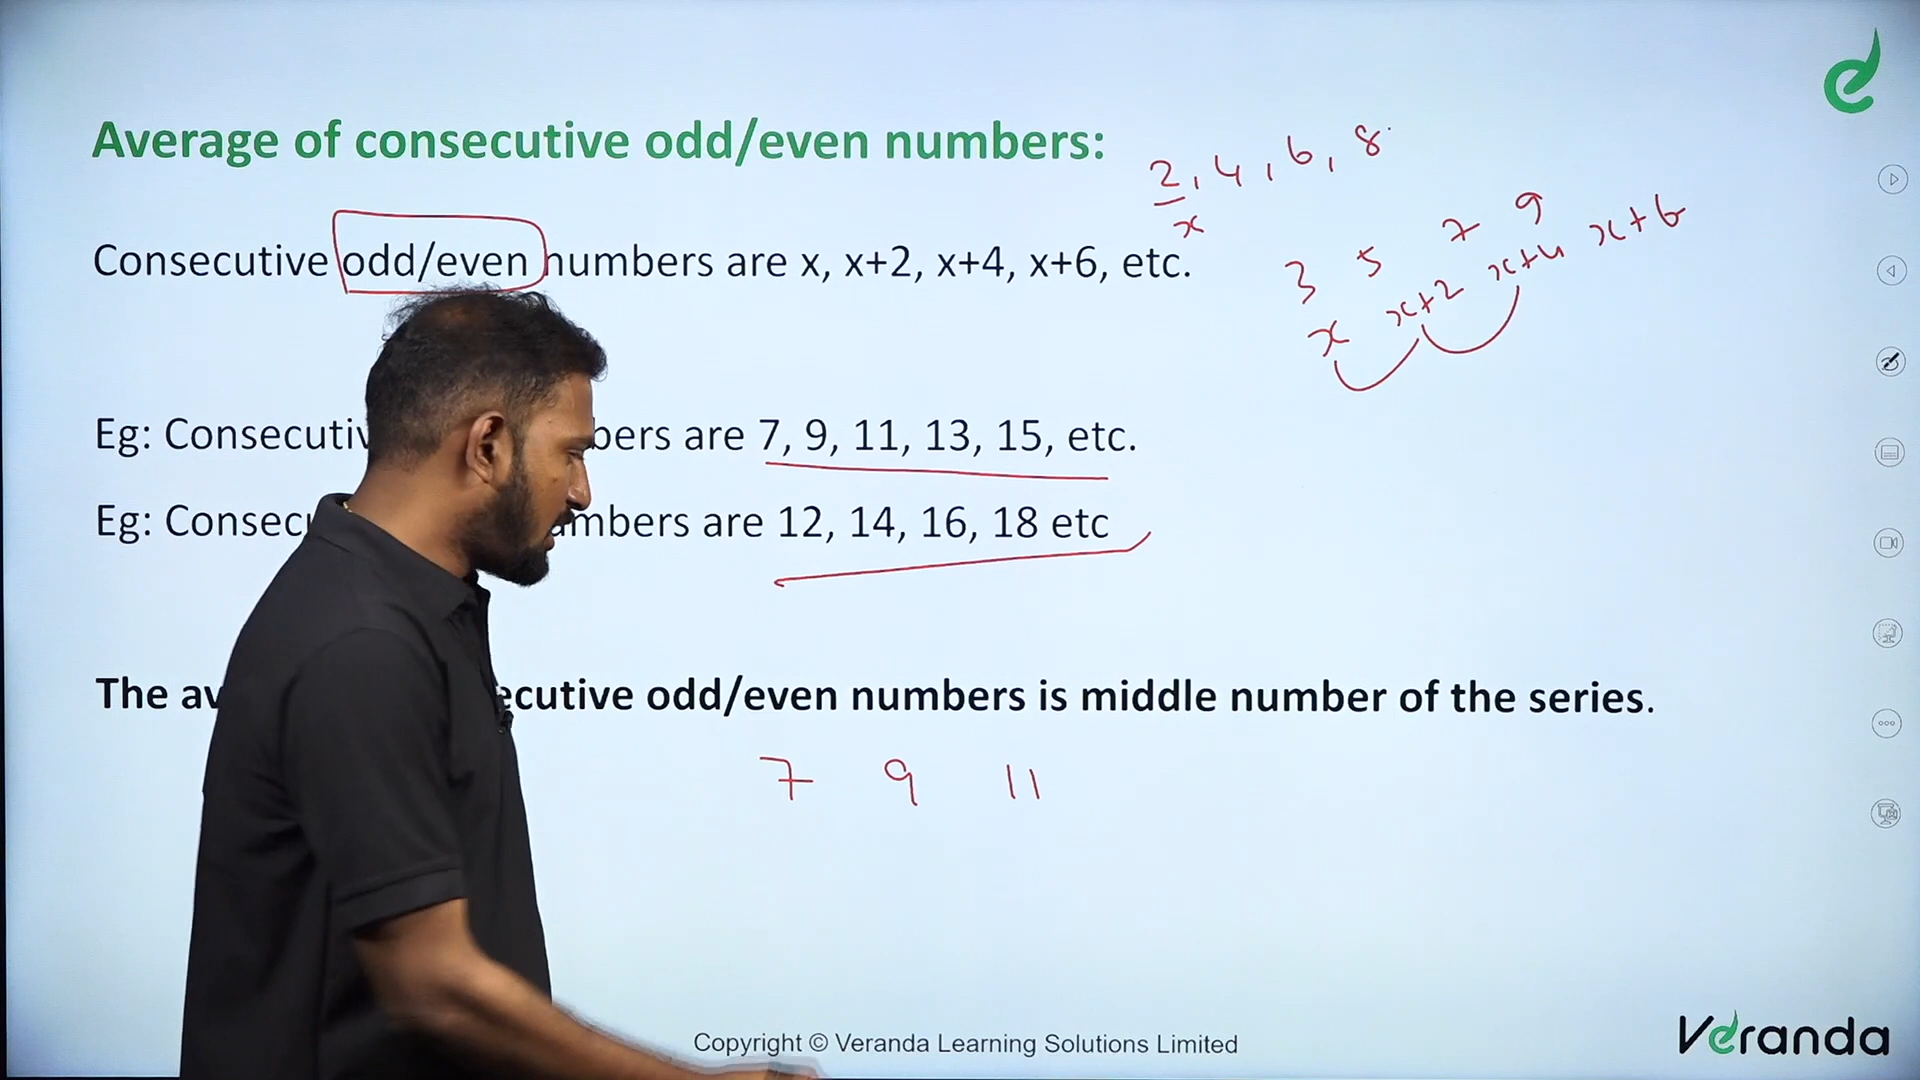 Average of consecutive odd/even numbers:
2, 4, 6, 8
x
Consecutive odd/even numbers are x, x+2, x+4, x+6, etc.
3 5 7 9
x x+2 x+4 x+6
Eg: Consecutiv bers are 7, 9, 11, 13, 15, etc.
Eg: Consec umbers are 12, 14, 16, 18 etc
The av ecutive odd/even numbers is middle number of the series.
7 9 11
Copyright © Veranda Learning Solutions Limited
Veranda